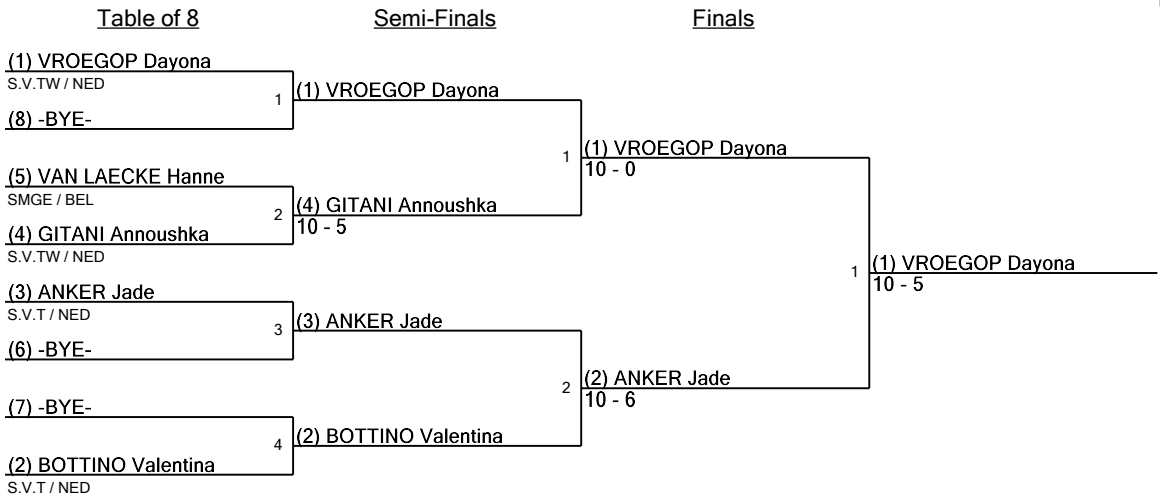 Table of 8
Semi-Finals
Finals
(1) VROEGOP Dayona
S.V.TW / NED
1
(8) -BYE-
(5) VAN LAECKE Hanne
SMGE / BEL
2
(4) GITANI Annoushka
S.V.TW / NED
(3) ANKER Jade
S.V.T / NED
3
(6) -BYE-
(7) -BYE-
4
(2) BOTTINO Valentina
S.V.T / NED
(1) VROEGOP Dayona
1
(4) GITANI Annoushka
10 - 5
(3) ANKER Jade
2
(2) BOTTINO Valentina
(1) VROEGOP Dayona
10 - 0
1
(2) ANKER Jade
10 - 6
(1) VROEGOP Dayona
10 - 5